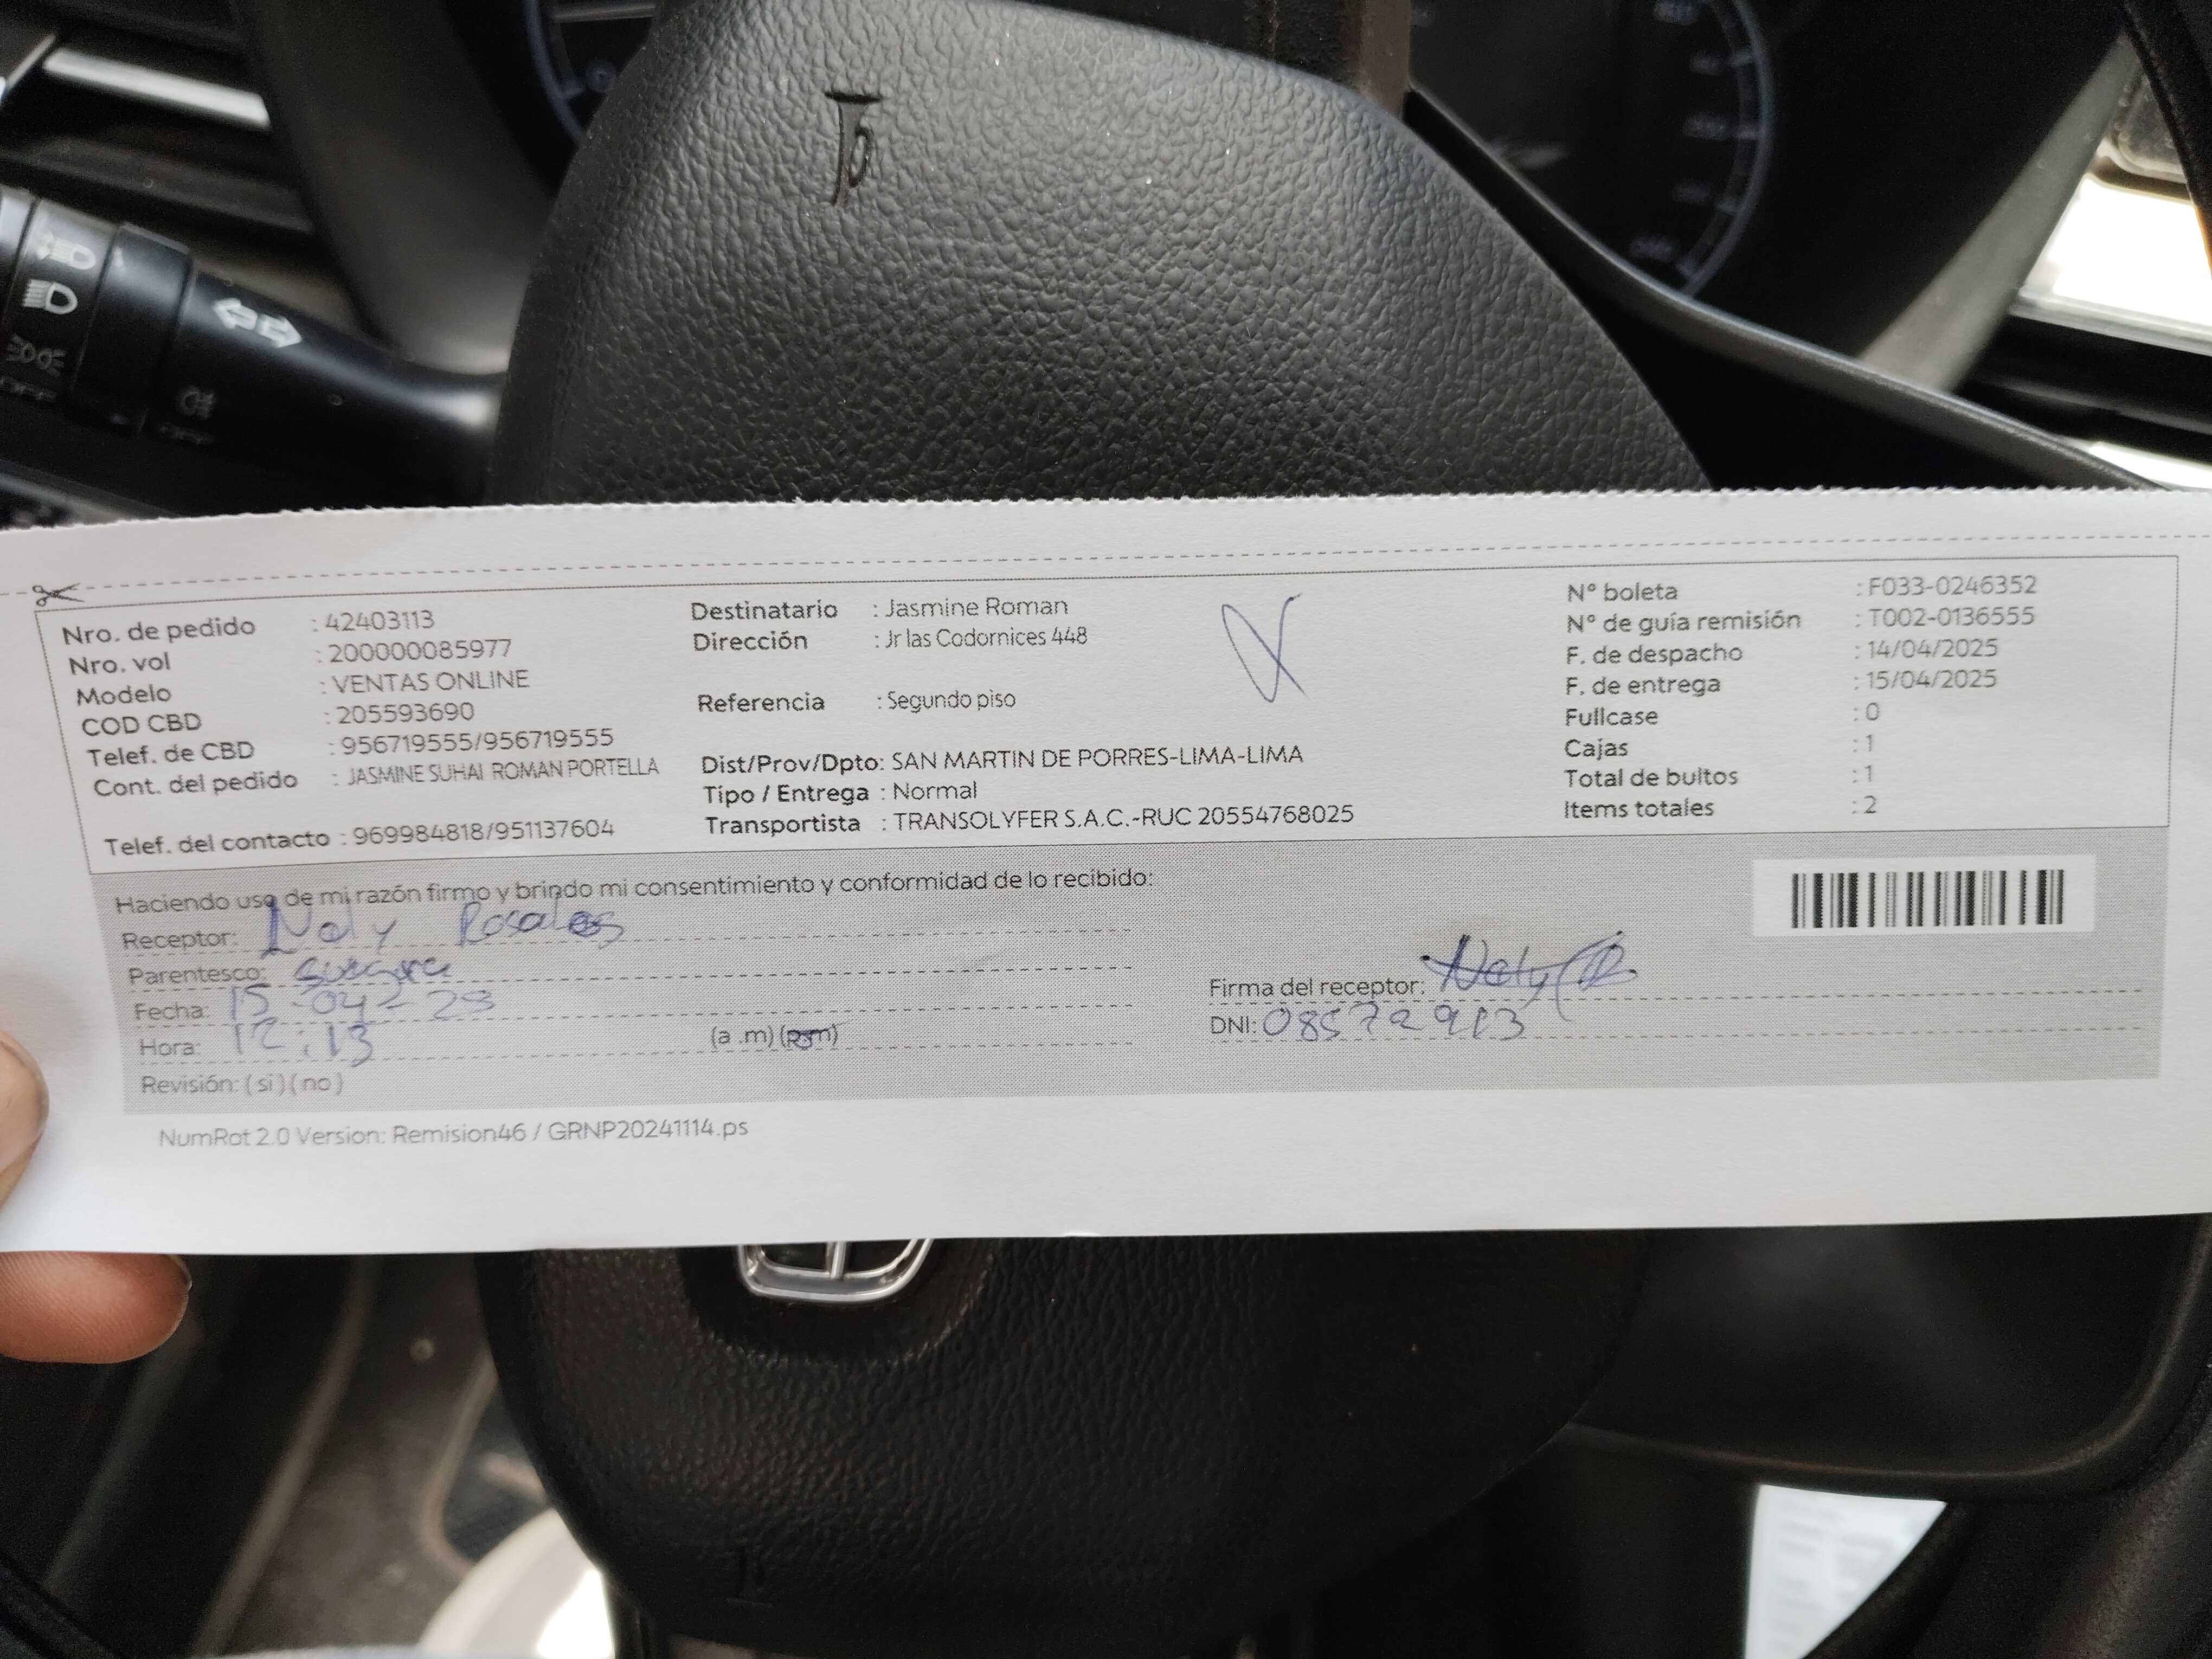 Nro. de pedido : 42403113
Nro. vol : 200000085977
Modelo : VENTAS ONLINE
COD CBD : 205593690
Telef. de CBD : 956719555/956719555
Cont. del pedido : JASMINE SUHAI ROMAN PORTELLA
Telef. del contacto : 969984818/951137604
Destinatario : Jasmine Roman
Dirección : Jr las Codornices 448
Referencia : Segundo piso
Dist/Prov/Dpto: SAN MARTIN DE PORRES-LIMA-LIMA
Tipo / Entrega : Normal
Transportista : TRANSOLYFER S.A.C.-RUC 20554768025
N° boleta : F033-0246352
N° de guía remisión : T002-0136555
F. de despacho : 14/04/2025
F. de entrega : 15/04/2025
Fullcase : 0
Cajas : 1
Total de bultos : 1
Items totales : 2
Haciendo uso de mi razón firmo y brindo mi consentimiento y conformidad de lo recibido:
Receptor: Nely Rosales
Parentesco: suegra
Fecha: 15-04-25
Hora: 12:13 (a .m) (p.m)
Revisión: (si) (no)
Firma del receptor: Nely R
DNI: 08572913
NumRot 2.0 Version: Remision46 / GRNP20241114.ps